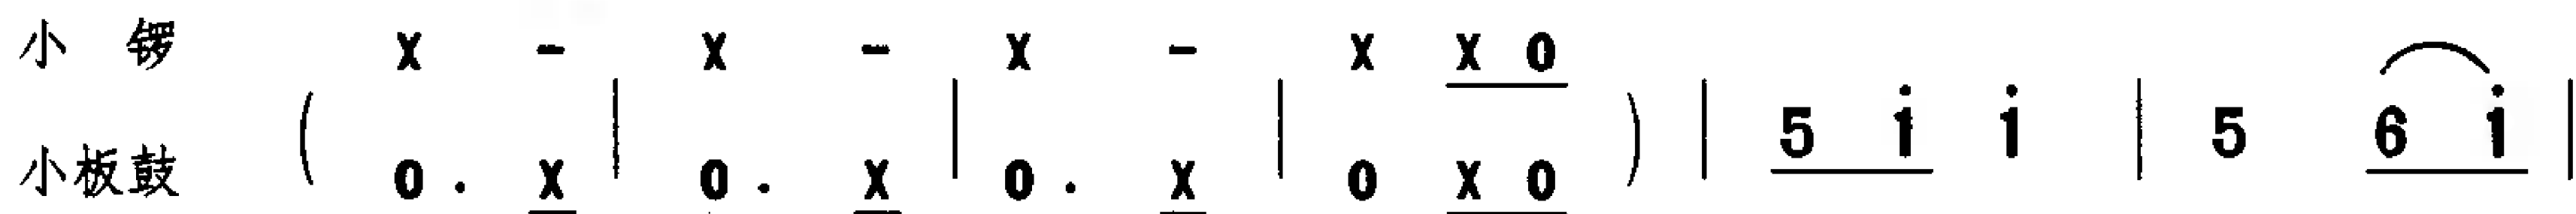 小 锣 X - X - X - X X 0
( | | | ) | 5 i i | 5 6 i |
小板鼓 0 . X 0 . X 0 . X 0 X 0